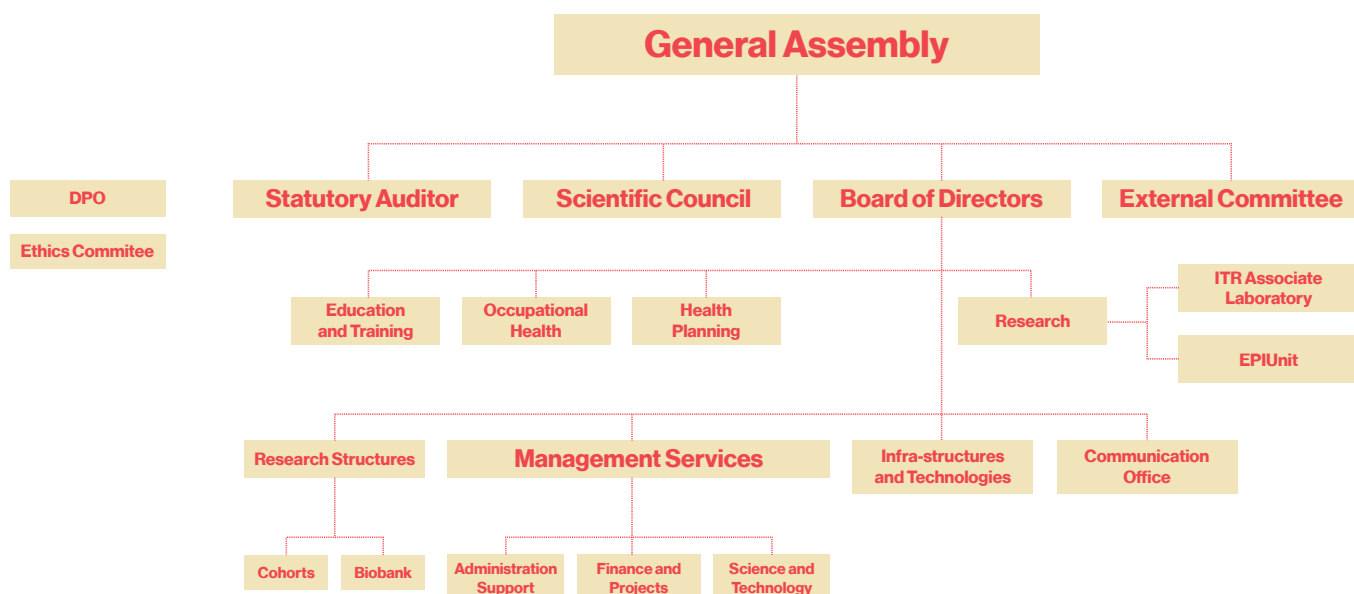 General Assembly
DPO
Statutory Auditor
Scientific Council
Board of Directors
External Committee
Ethics Commitee
Education
and Training
Occupational
Health
Health
Planning
Research
ITR Associate
Laboratory
EPIUnit
Research Structures
Management Services
Infra-structures
and Technologies
Communication
Office
Cohorts
Biobank
Administration
Support
Finance and
Projects
Science and
Technology